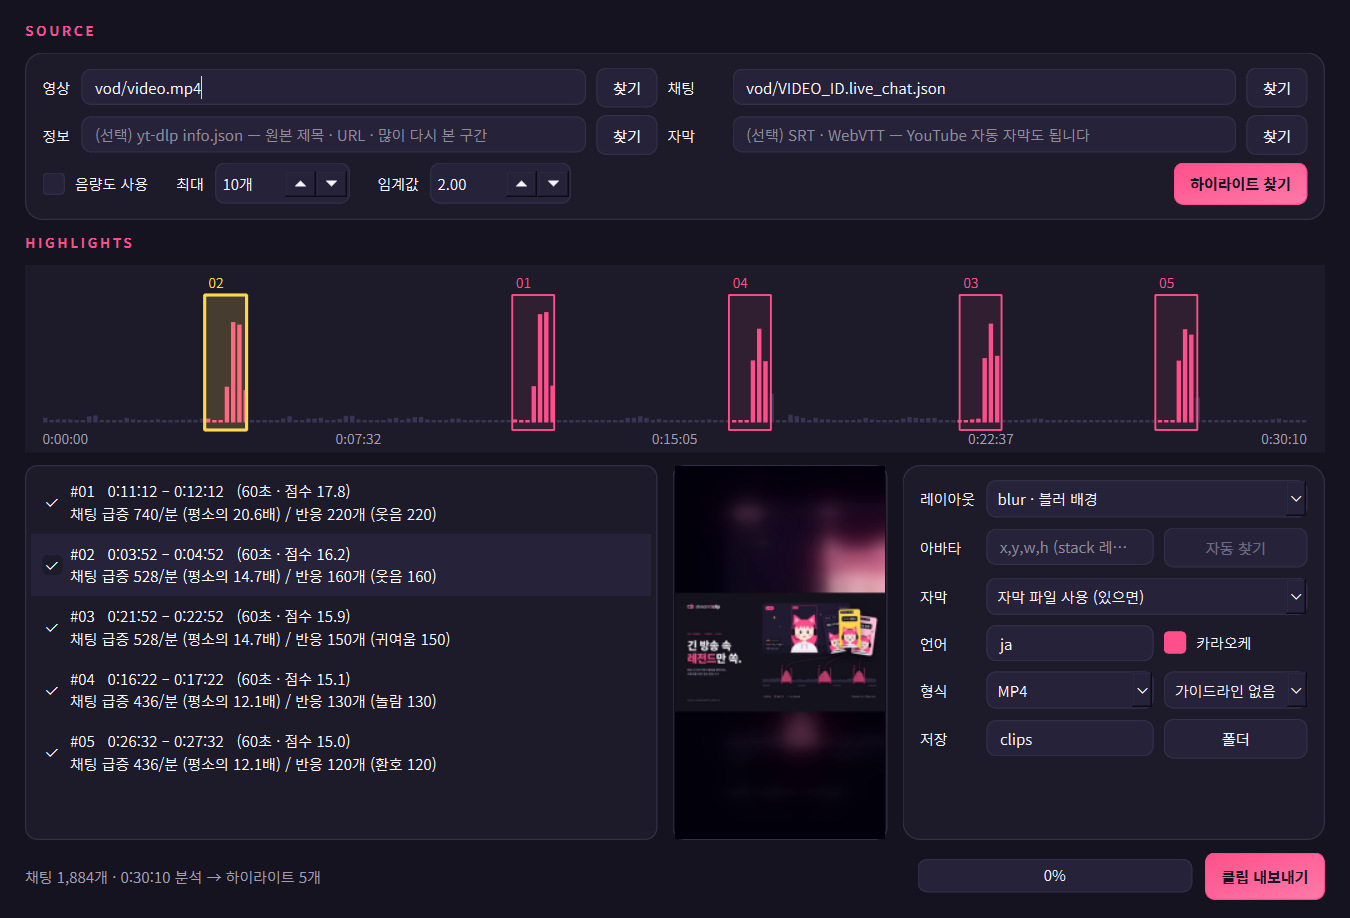 SOURCE
영상 vod/video.mp4 찾기 채팅 vod/VIDEO_ID.live_chat.json 찾기
정보 (선택) yt-dlp info.json — 원본 제목 · URL · 많이 다시 본 구간 찾기 자막 (선택) SRT · WebVTT — YouTube 자동 자막도 됩니다 찾기
음량도 사용 최대 10개 임계값 2.00 하이라이트 찾기
HIGHLIGHTS
02 01 04 03 05
0:00:00 0:07:32 0:15:05 0:22:37 0:30:10
#01 0:11:12 – 0:12:12 (60초 · 점수 17.8)
채팅 급증 740/분 (평소의 20.6배) / 반응 220개 (웃음 220)
#02 0:03:52 – 0:04:52 (60초 · 점수 16.2)
채팅 급증 528/분 (평소의 14.7배) / 반응 160개 (웃음 160)
#03 0:21:52 – 0:22:52 (60초 · 점수 15.9)
채팅 급증 528/분 (평소의 14.7배) / 반응 150개 (귀여움 150)
#04 0:16:22 – 0:17:22 (60초 · 점수 15.1)
채팅 급증 436/분 (평소의 12.1배) / 반응 130개 (놀람 130)
#05 0:26:32 – 0:27:32 (60초 · 점수 15.0)
채팅 급증 436/분 (평소의 12.1배) / 반응 120개 (환호 120)
긴 방송 속
레전드만 쏙.
레이아웃 blur · 블러 배경
아바타 x,y,w,h (stack 레··· 자동 찾기
자막 자막 파일 사용 (있으면)
언어 ja 카라오케
형식 MP4 가이드라인 없음
저장 clips 폴더
채팅 1,884개 · 0:30:10 분석 → 하이라이트 5개
0% 클립 내보내기